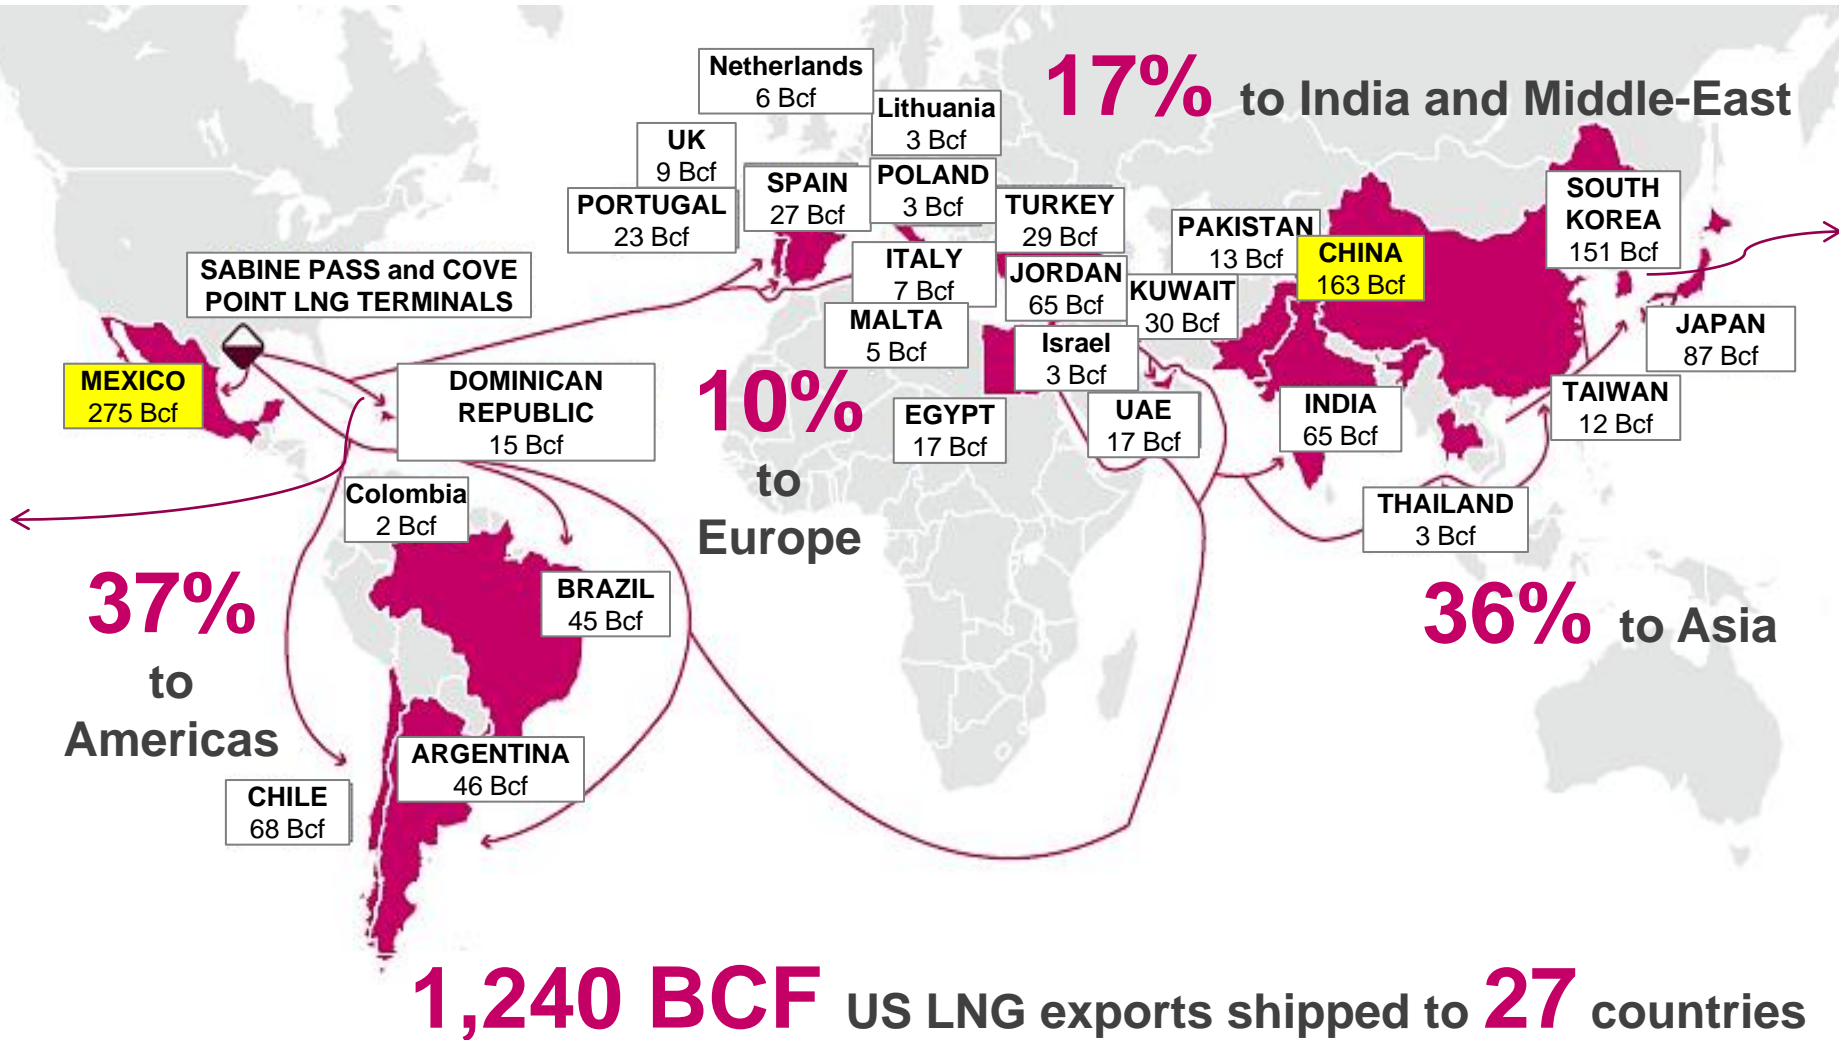 Netherlands
6 Bcf
17% to India and Middle-East
Lithuania
3 Bcf
UK
9 Bcf
SPAIN
27 Bcf
POLAND
3 Bcf
PORTUGAL
23 Bcf
TURKEY
29 Bcf
PAKISTAN
13 Bcf
CHINA
163 Bcf
SOUTH
KOREA
151 Bcf
SABINE PASS and COVE
POINT LNG TERMINALS
ITALY
7 Bcf
JORDAN
65 Bcf
KUWAIT
30 Bcf
MALTA
5 Bcf
Israel
3 Bcf
JAPAN
87 Bcf
MEXICO
275 Bcf
DOMINICAN
REPUBLIC
15 Bcf
10%
to
Europe
EGYPT
17 Bcf
UAE
17 Bcf
INDIA
65 Bcf
TAIWAN
12 Bcf
Colombia
2 Bcf
THAILAND
3 Bcf
37%
to
Americas
BRAZIL
45 Bcf
36% to Asia
ARGENTINA
46 Bcf
CHILE
68 Bcf
1,240 BCF US LNG exports shipped to 27 countries